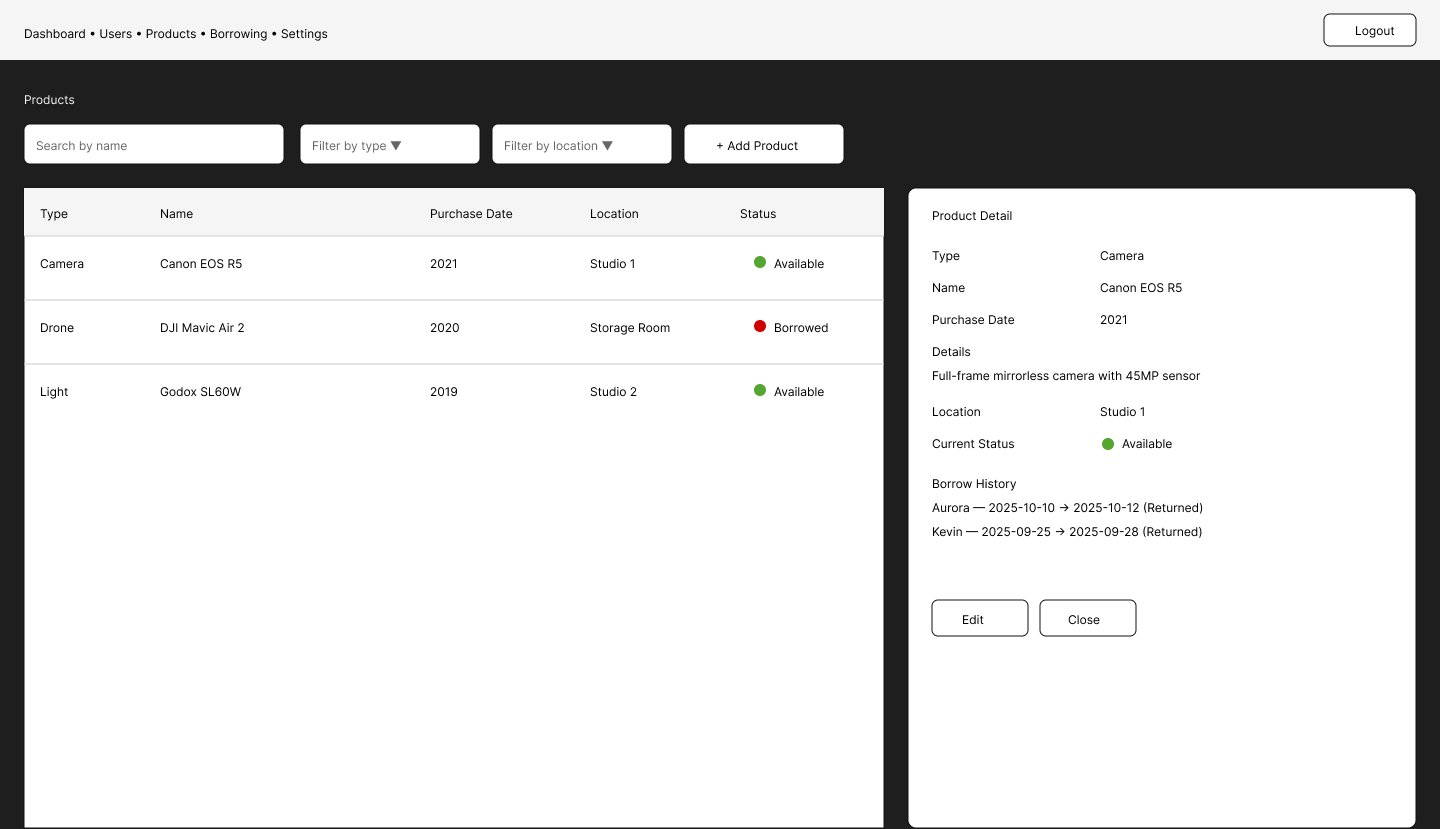 Dashboard • Users • Products • Borrowing • Settings
Logout
Products
Search by name
Filter by type ▼
Filter by location ▼
+ Add Product
Type Name Purchase Date Location Status
Camera Canon EOS R5 2021 Studio 1 Available
Drone DJI Mavic Air 2 2020 Storage Room Borrowed
Light Godox SL60W 2019 Studio 2 Available
Product Detail
Type Camera
Name Canon EOS R5
Purchase Date 2021
Details
Full-frame mirrorless camera with 45MP sensor
Location Studio 1
Current Status Available
Borrow History
Aurora — 2025-10-10 → 2025-10-12 (Returned)
Kevin — 2025-09-25 → 2025-09-28 (Returned)
Edit
Close